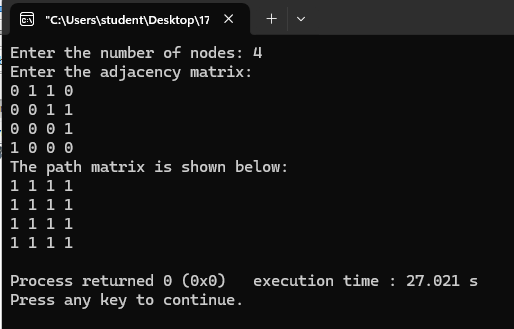 "C:\Users\student\Desktop\17
Enter the number of nodes: 4
Enter the adjacency matrix:
0 1 1 0
0 0 1 1
0 0 0 1
1 0 0 0
The path matrix is shown below:
1 1 1 1
1 1 1 1
1 1 1 1
1 1 1 1
Process returned 0 (0x0)   execution time : 27.021 s
Press any key to continue.